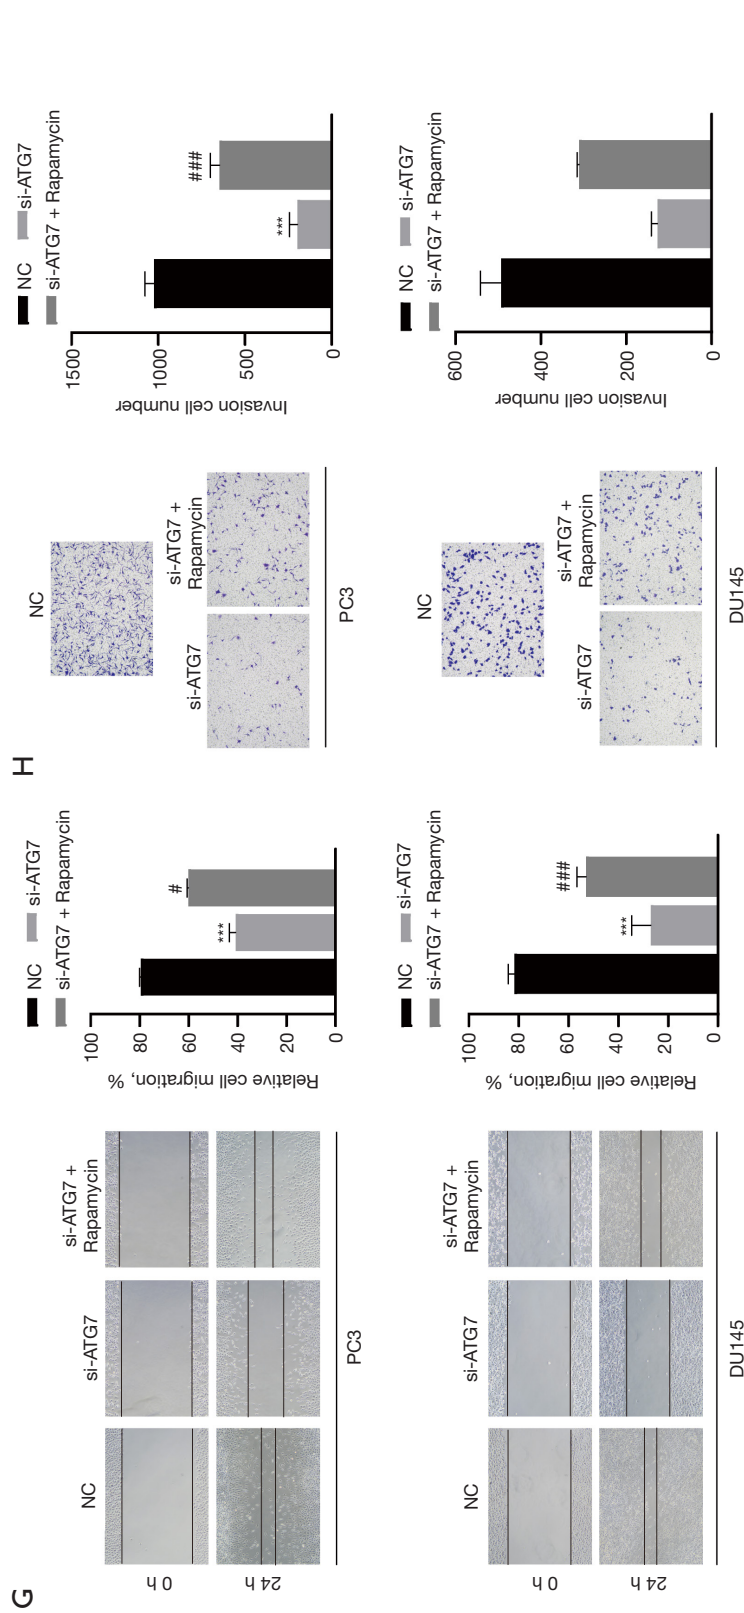 G
NC
si-ATG7
si-ATG7 +
Rapamycin
0 h
24 h
PC3
NC
si-ATG7
si-ATG7 + Rapamycin
Relative cell migration, %
100
80
60
40
20
0
***
#
NC
si-ATG7
si-ATG7 +
Rapamycin
0 h
24 h
DU145
NC
si-ATG7
si-ATG7 + Rapamycin
Relative cell migration, %
100
80
60
40
20
0
***
###
H
NC
si-ATG7
si-ATG7 +
Rapamycin
PC3
NC
si-ATG7
si-ATG7 + Rapamycin
Invasion cell number
1500
1000
500
0
***
###
NC
si-ATG7
si-ATG7 +
Rapamycin
DU145
NC
si-ATG7
si-ATG7 + Rapamycin
Invasion cell number
600
400
200
0